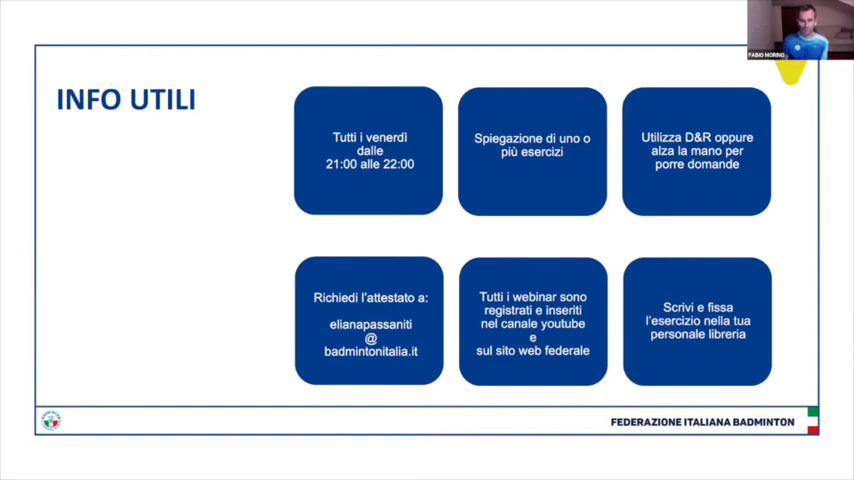 FABIO MORINO
INFO UTILI
Tutti i venerdì
dalle
21:00 alle 22:00
Spiegazione di uno o
più esercizi
Utilizza D&R oppure
alza la mano per
porre domande
Richiedi l'attestato a:
elianapassaniti
@
badmintonitalia.it
Tutti i webinar sono
registrati e inseriti
nel canale youtube
e
sul sito web federale
Scrivi e fissa
l'esercizio nella tua
personale libreria
FEDERAZIONE ITALIANA BADMINTON